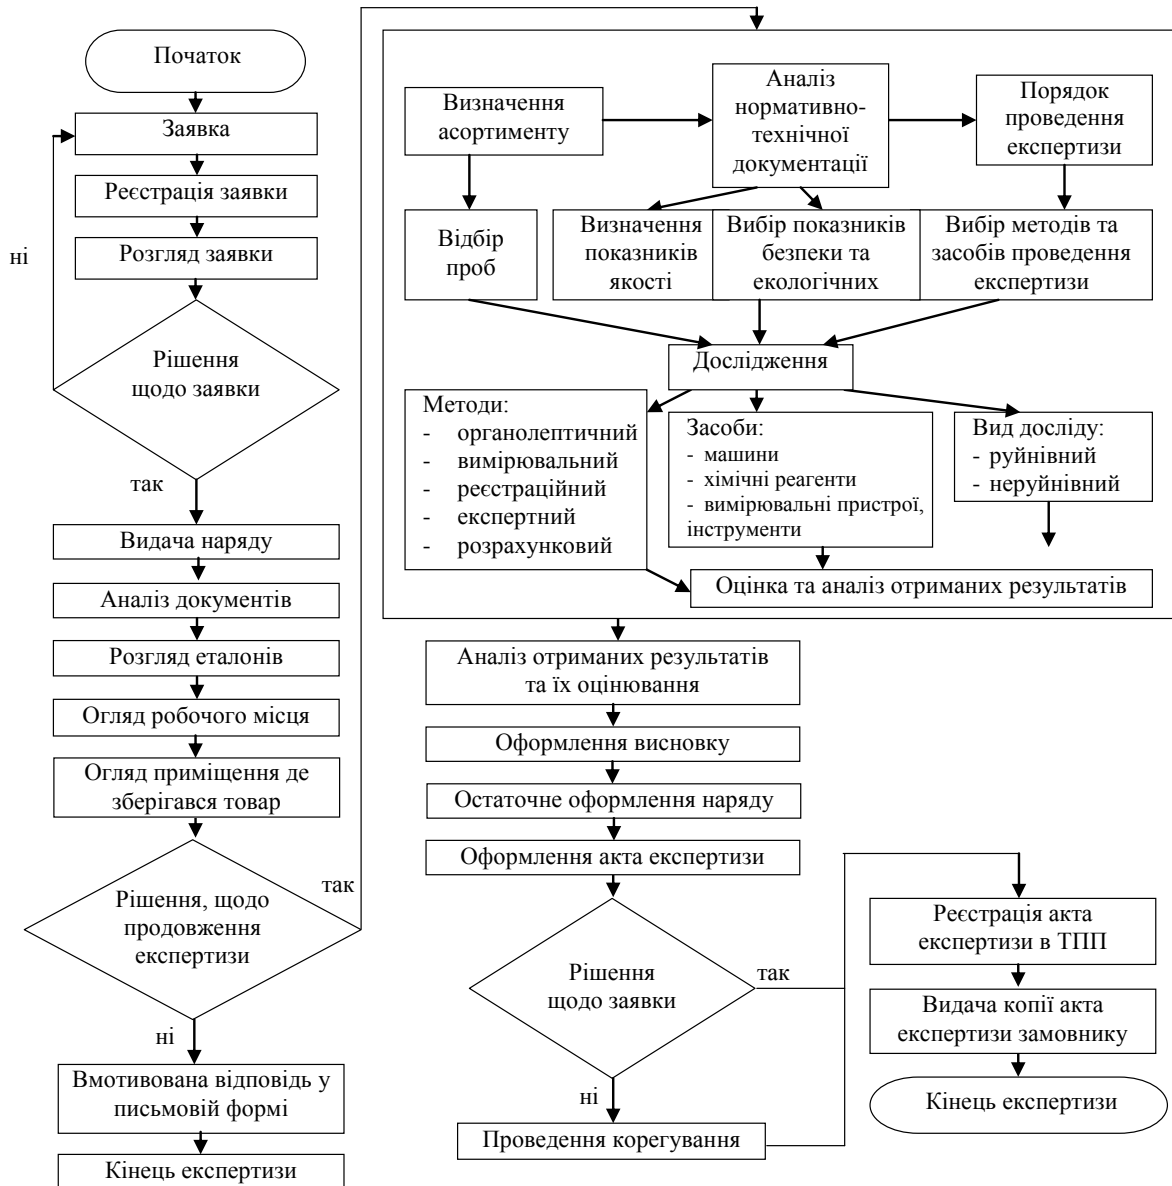 Початок
Заявка
Реєстрація заявки
Розгляд заявки
ні
Рішення
щодо заявки
так
Видача наряду
Аналіз документів
Розгляд еталонів
Огляд робочого місця
Огляд приміщення де
зберігався товар
так
Рішення, щодо
продовження
експертизи
ні
Вмотивована відповідь у
письмовій формі
Кінець експертизи
Визначення
асортименту
Аналіз
нормативно-
технічної
документації
Порядок
проведення
експертизи
Відбір
проб
Визначення
показників
якості
Вибір показників
безпеки та
екологічних
Вибір методів та
засобів проведення
експертизи
Дослідження
Методи:
- органолептичний
- вимірювальний
- реєстраційний
- експертний
- розрахунковий
Засоби:
- машини
- хімічні реагенти
- вимірювальні пристрої,
інструменти
Вид досліду:
- руйнівний
- неруйнівний
Оцінка та аналіз отриманих результатів
Аналіз отриманих результатів
та їх оцінювання
Оформлення висновку
Остаточне оформлення наряду
Оформлення акта експертизи
Рішення
щодо заявки
так
ні
Проведення корегування
Реєстрація акта
експертизи в ТПП
Видача копії акта
експертизи замовнику
Кінець експертизи